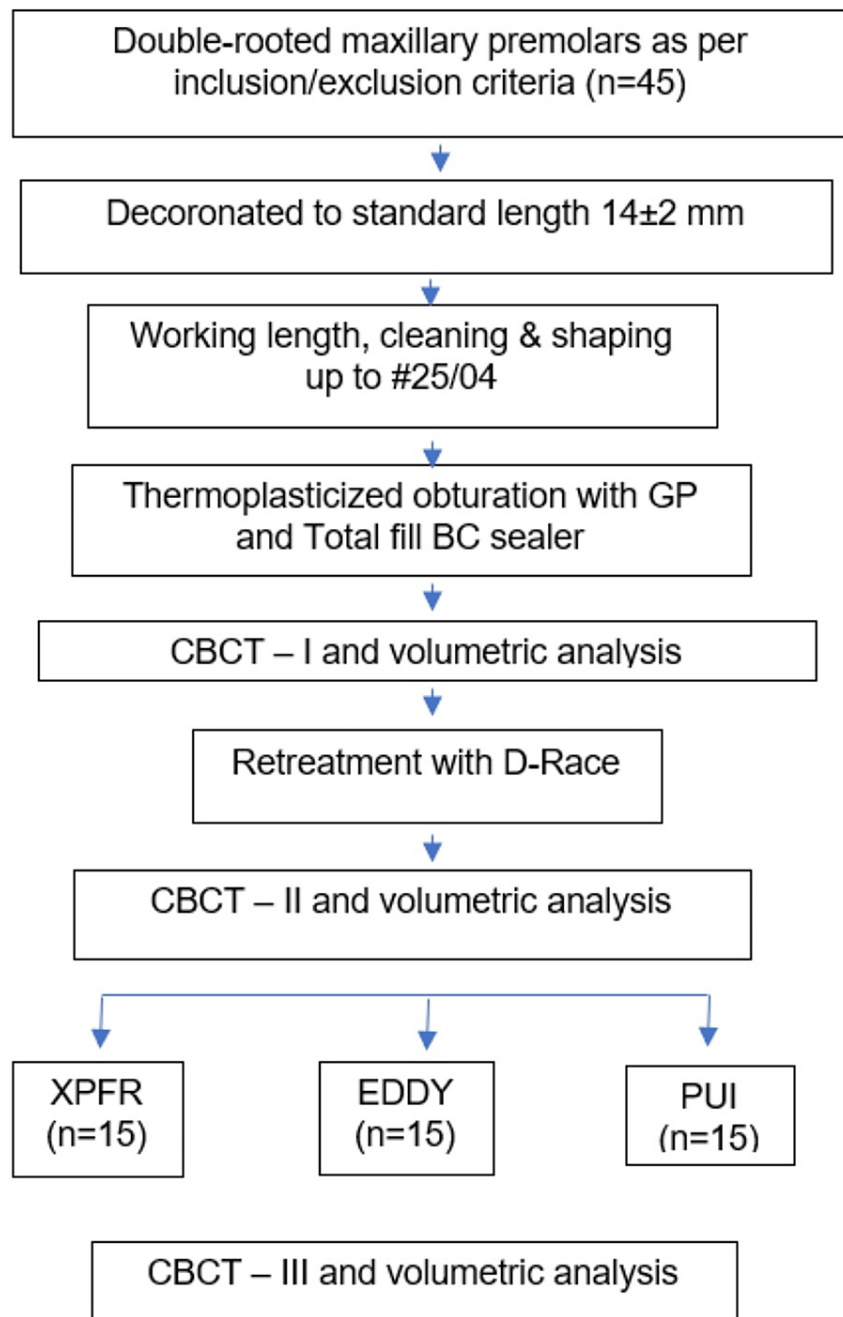 Double-rooted maxillary premolars as per
inclusion/exclusion criteria (n=45)
Decoronated to standard length 14±2 mm
Working length, cleaning & shaping
up to #25/04
Thermoplasticized obturation with GP
and Total fill BC sealer
CBCT – I and volumetric analysis
Retreatment with D-Race
CBCT – II and volumetric analysis
XPFR
(n=15)
EDDY
(n=15)
PUI
(n=15)
CBCT – III and volumetric analysis